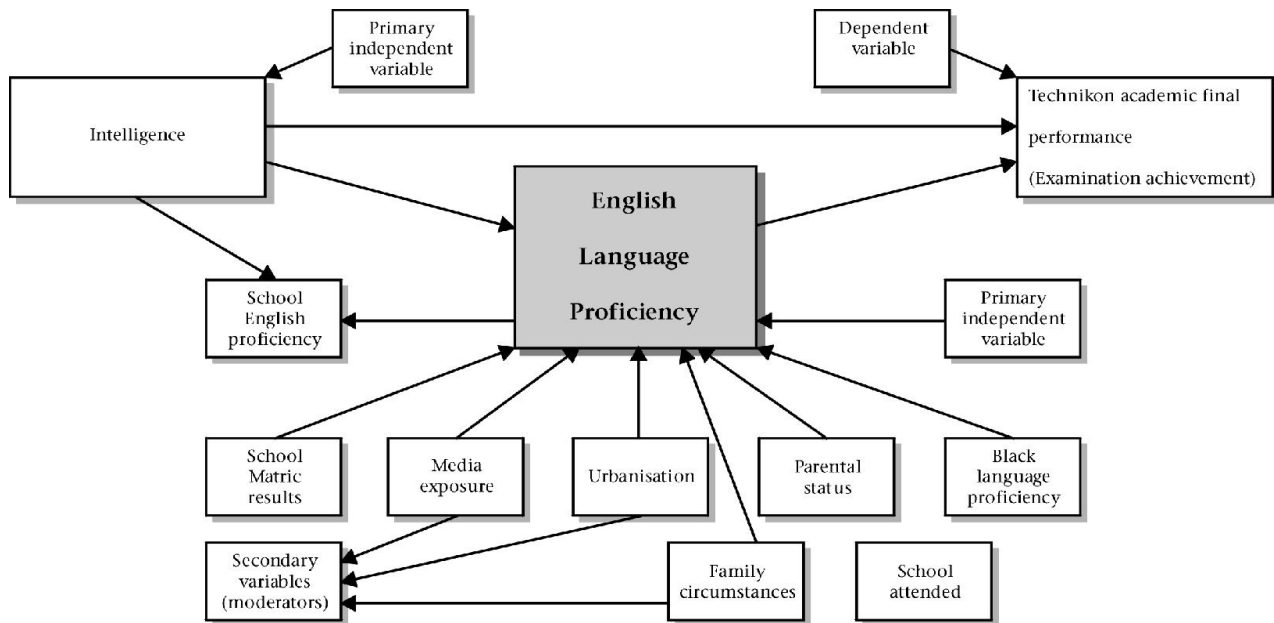 Primary
independent
variable
Dependent
variable
Intelligence
Technikon academic final
performance
(Examination achievement)
English
Language
Proficiency
School
English
proficiency
Primary
independent
variable
School
Matric
results
Media
exposure
Urbanisation
Parental
status
Black
language
proficiency
Secondary
variables
(moderators)
Family
circumstances
School
attended